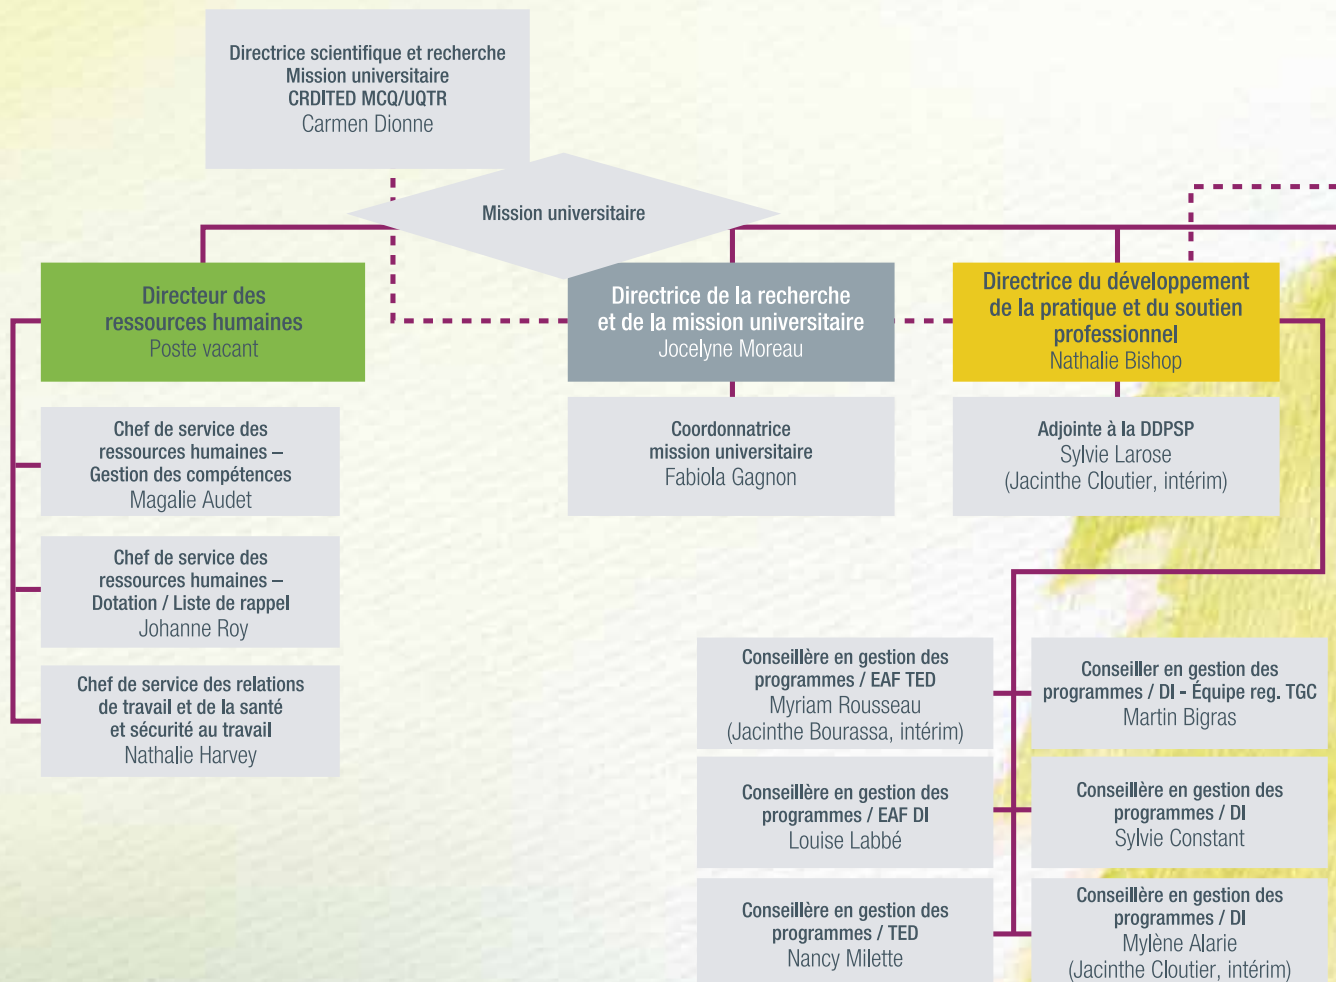 Directrice scientifique et recherche
Mission universitaire
CRDITED MCQ/UQTR
Carmen Dionne
Mission universitaire
Directeur des
ressources humaines
Poste vacant
Directrice de la recherche
et de la mission universitaire
Jocelyne Moreau
Directrice du développement
de la pratique et du soutien
professionnel
Nathalie Bishop
Chef de service des
ressources humaines –
Gestion des compétences
Magalie Audet
Coordonnatrice
mission universitaire
Fabiola Gagnon
Adjointe à la DDPSP
Sylvie Larose
(Jacinthe Cloutier, intérim)
Chef de service des
ressources humaines –
Dotation / Liste de rappel
Johanne Roy
Chef de service des relations
de travail et de la santé
et sécurité au travail
Nathalie Harvey
Conseillère en gestion des
programmes / EAF TED
Myriam Rousseau
(Jacinthe Bourassa, intérim)
Conseiller en gestion des
programmes / DI - Équipe reg. TGC
Martin Bigras
Conseillère en gestion des
programmes / EAF DI
Louise Labbé
Conseillère en gestion des
programmes / DI
Sylvie Constant
Conseillère en gestion des
programmes / TED
Nancy Milette
Conseillère en gestion des
programmes / DI
Mylène Alarie
(Jacinthe Cloutier, intérim)